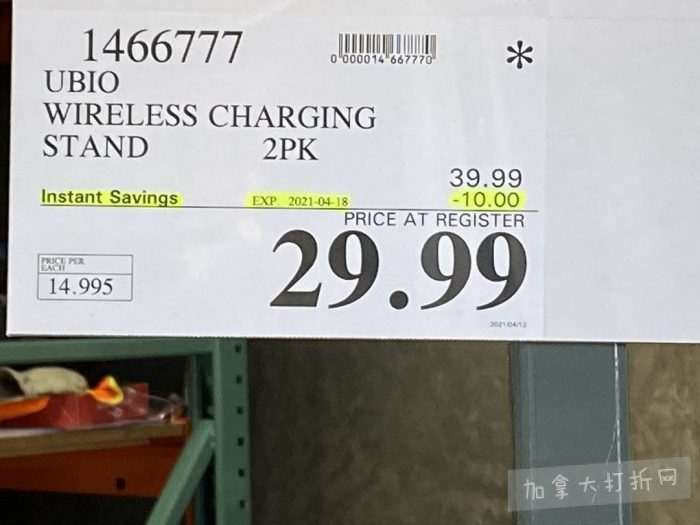 1466777
0 000014 667770
*
UBIO
WIRELESS CHARGING
STAND 2PK
39.99
Instant Savings EXP 2021-04-18 -10.00
PRICE AT REGISTER
29.99
PRICE PER
EACH
14.995
2021/04/12
加拿大打折网